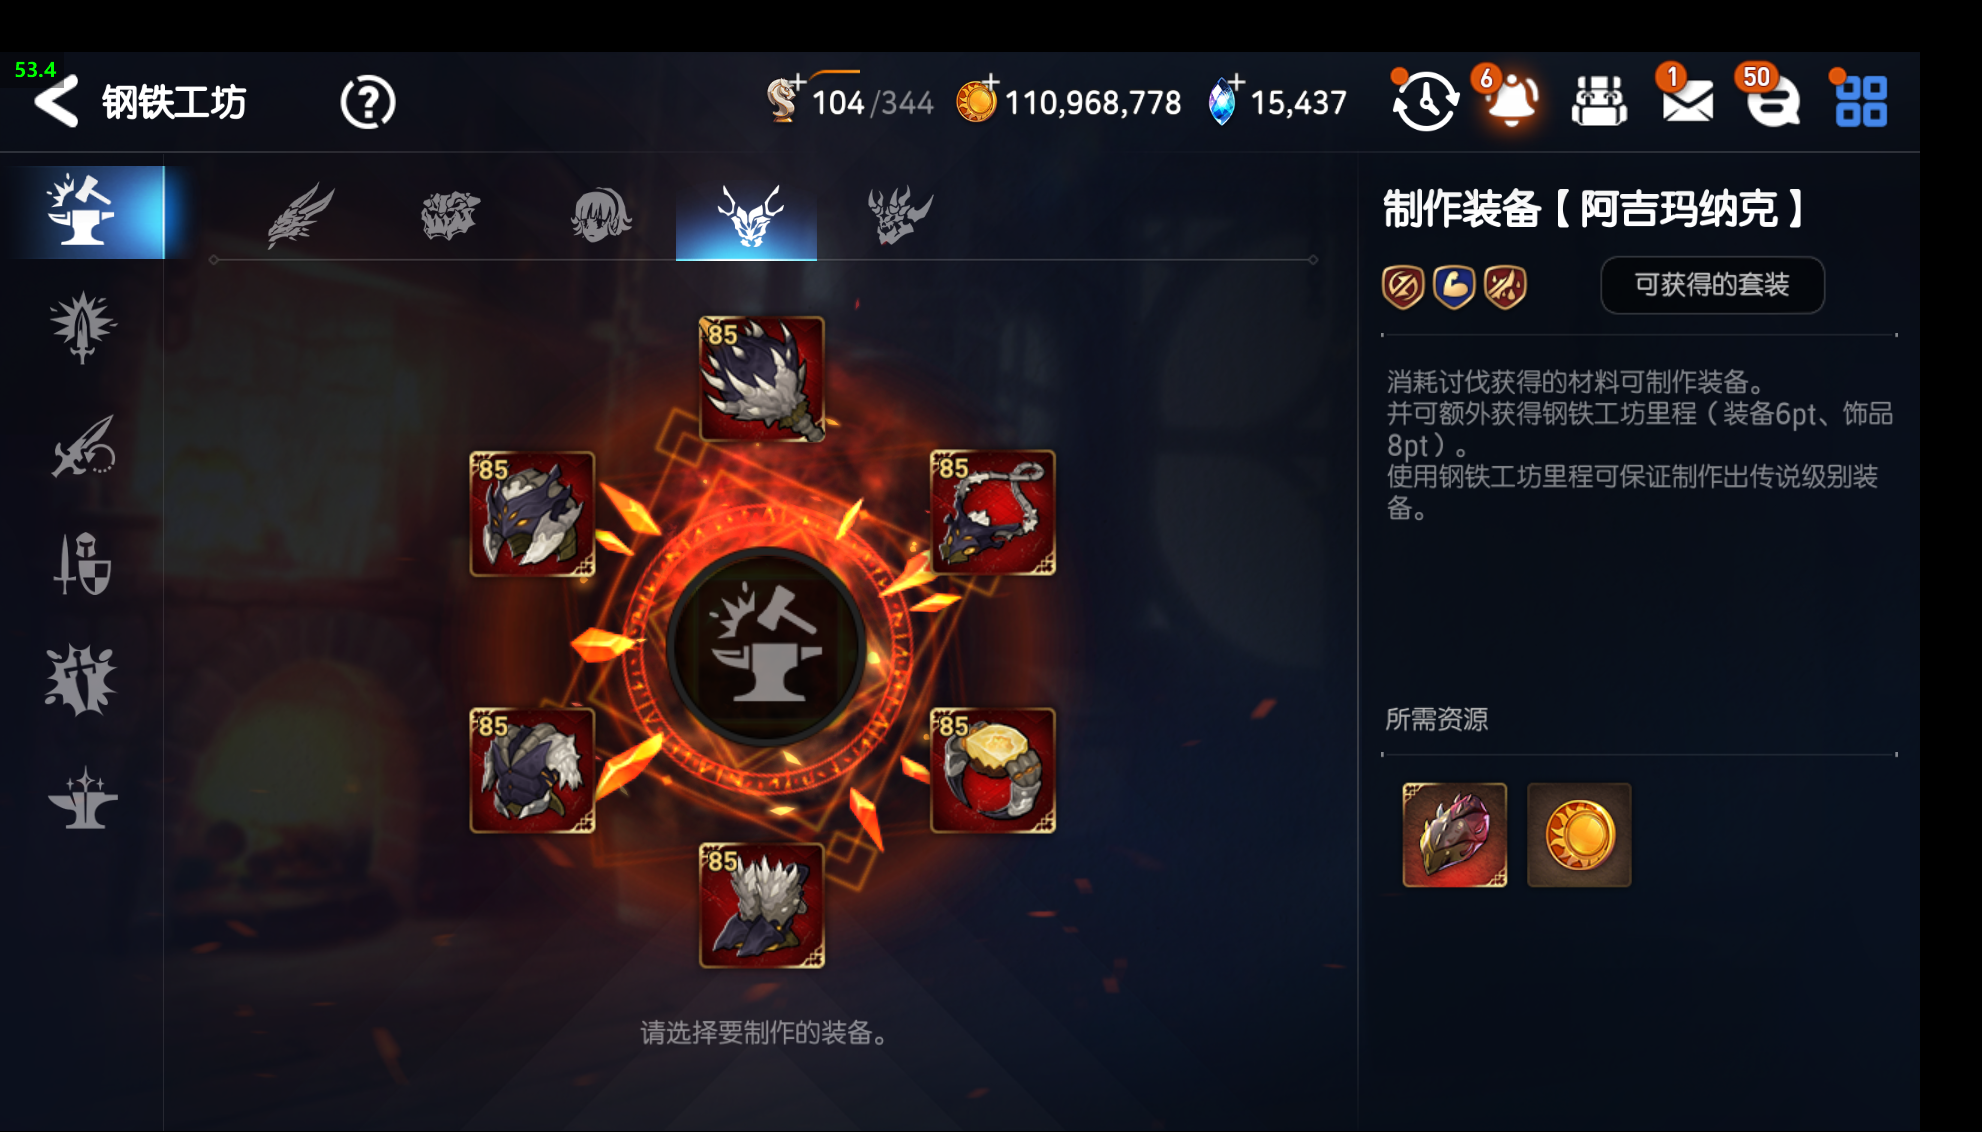 53.4
钢铁工坊
104/344
110,968,778
15,437
6
1
50
制作装备【阿吉玛纳克】
可获得的套装
消耗讨伐获得的材料可制作装备。
并可额外获得钢铁工坊里程（装备6pt、饰品
8pt）。
使用钢铁工坊里程可保证制作出传说级别装
备。
85
85
85
85
85
85
所需资源
请选择要制作的装备。